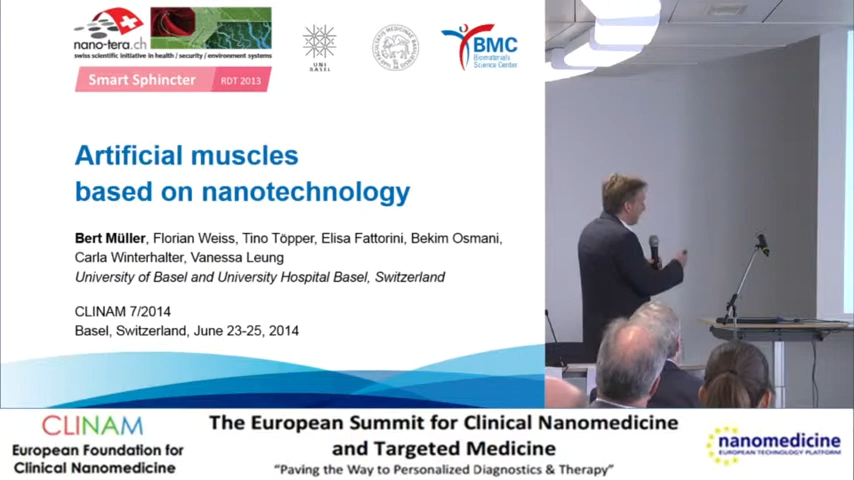 nano-tera.ch
swiss scientific initiative in health / security / environment systems
Smart Sphincter RDT 2013
UNI
BASEL
BMC
Biomaterials
Science Center
Artificial muscles
based on nanotechnology
Bert Müller, Florian Weiss, Tino Töpper, Elisa Fattorini, Bekim Osmani,
Carla Winterhalter, Vanessa Leung
University of Basel and University Hospital Basel, Switzerland
CLINAM 7/2014
Basel, Switzerland, June 23-25, 2014
CLINAM
European Foundation for
Clinical Nanomedicine
The European Summit for Clinical Nanomedicine
and Targeted Medicine
"Paving the Way to Personalized Diagnostics & Therapy"
nanomedicine
EUROPEAN TECHNOLOGY PLATFORM